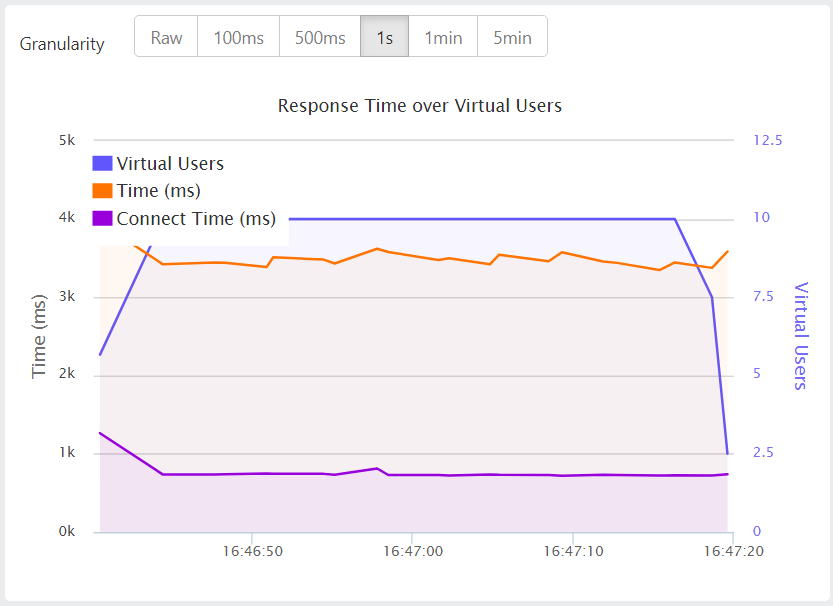 Granularity Raw 100ms 500ms 1s 1min 5min
Response Time over Virtual Users
5k 12.5
Virtual Users
Time (ms)
4k Connect Time (ms) 10
3k 7.5
Time (ms)
Virtual Users
2k 5
1k 2.5
0k 0
16:46:50 16:47:00 16:47:10 16:47:20